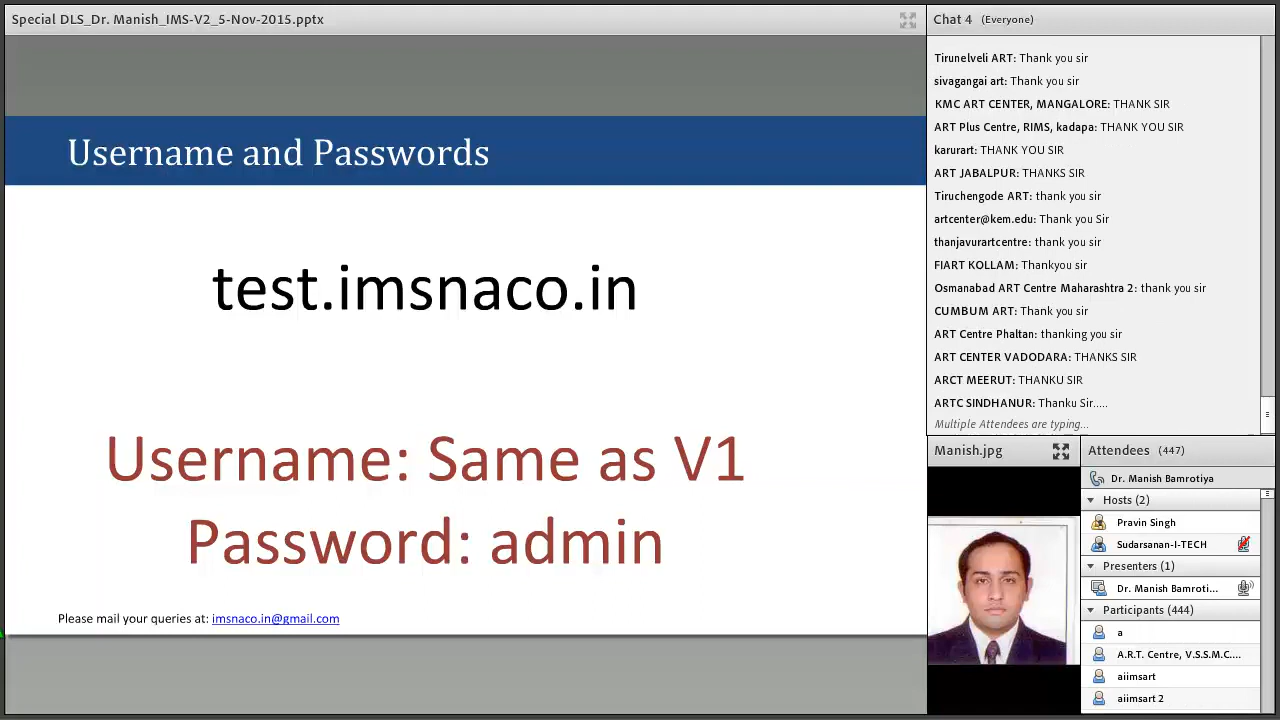 Special DLS_Dr. Manish_IMS-V2_5-Nov-2015.pptx
Username and Passwords
test.imsnaco.in
Username: Same as V1
Password: admin
Please mail your queries at: imsnaco.in@gmail.com
Chat 4 (Everyone)
Tirunelveli ART: Thank you sir
sivagangai art: Thank you sir
KMC ART CENTER, MANGALORE: THANK SIR
ART Plus Centre, RIMS, kadapa: THANK YOU SIR
karurart: THANK YOU SIR
ART JABALPUR: THANKS SIR
Tiruchengode ART: thank you sir
artcenter@kem.edu: Thank you Sir
thanjavurartcentre: thank you sir
FIART KOLLAM: Thankyou sir
Osmanabad ART Centre Maharashtra 2: thank you sir
CUMBUM ART: Thank you sir
ART Centre Phaltan: thanking you sir
ART CENTER VADODARA: THANKS SIR
ARCT MEERUT: THANKU SIR
ARTC SINDHANUR: Thanku Sir.....
Multiple Attendees are typing...
Manish.jpg
Attendees (447)
Dr. Manish Bamrotiya
Hosts (2)
Pravin Singh
Sudarsanan-I-TECH
Presenters (1)
Dr. Manish Bamroti...
Participants (444)
a
A.R.T. Centre, V.S.S.M.C....
aiimsart
aiimsart 2